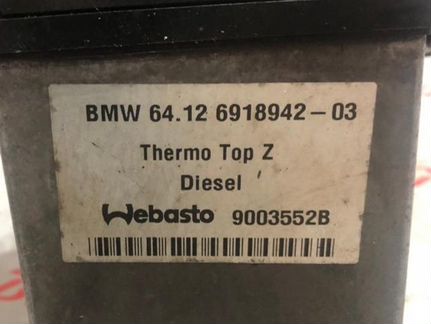 BMW 64.12 6918942-03
Thermo Top Z
Diesel
Webasto 9003552B